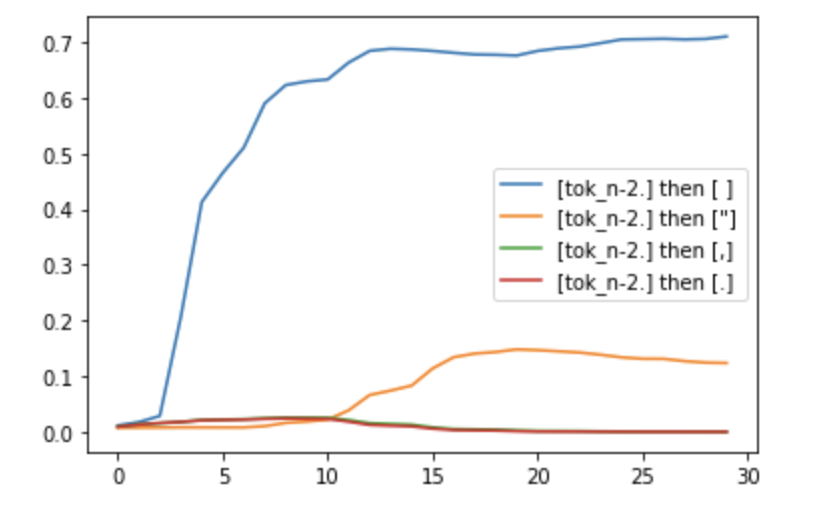 0.7
0.6
0.5
0.4
0.3
0.2
0.1
0.0
[tok_n-2.] then [ ]
[tok_n-2.] then ["]
[tok_n-2.] then [,]
[tok_n-2.] then [.]
0 5 10 15 20 25 30